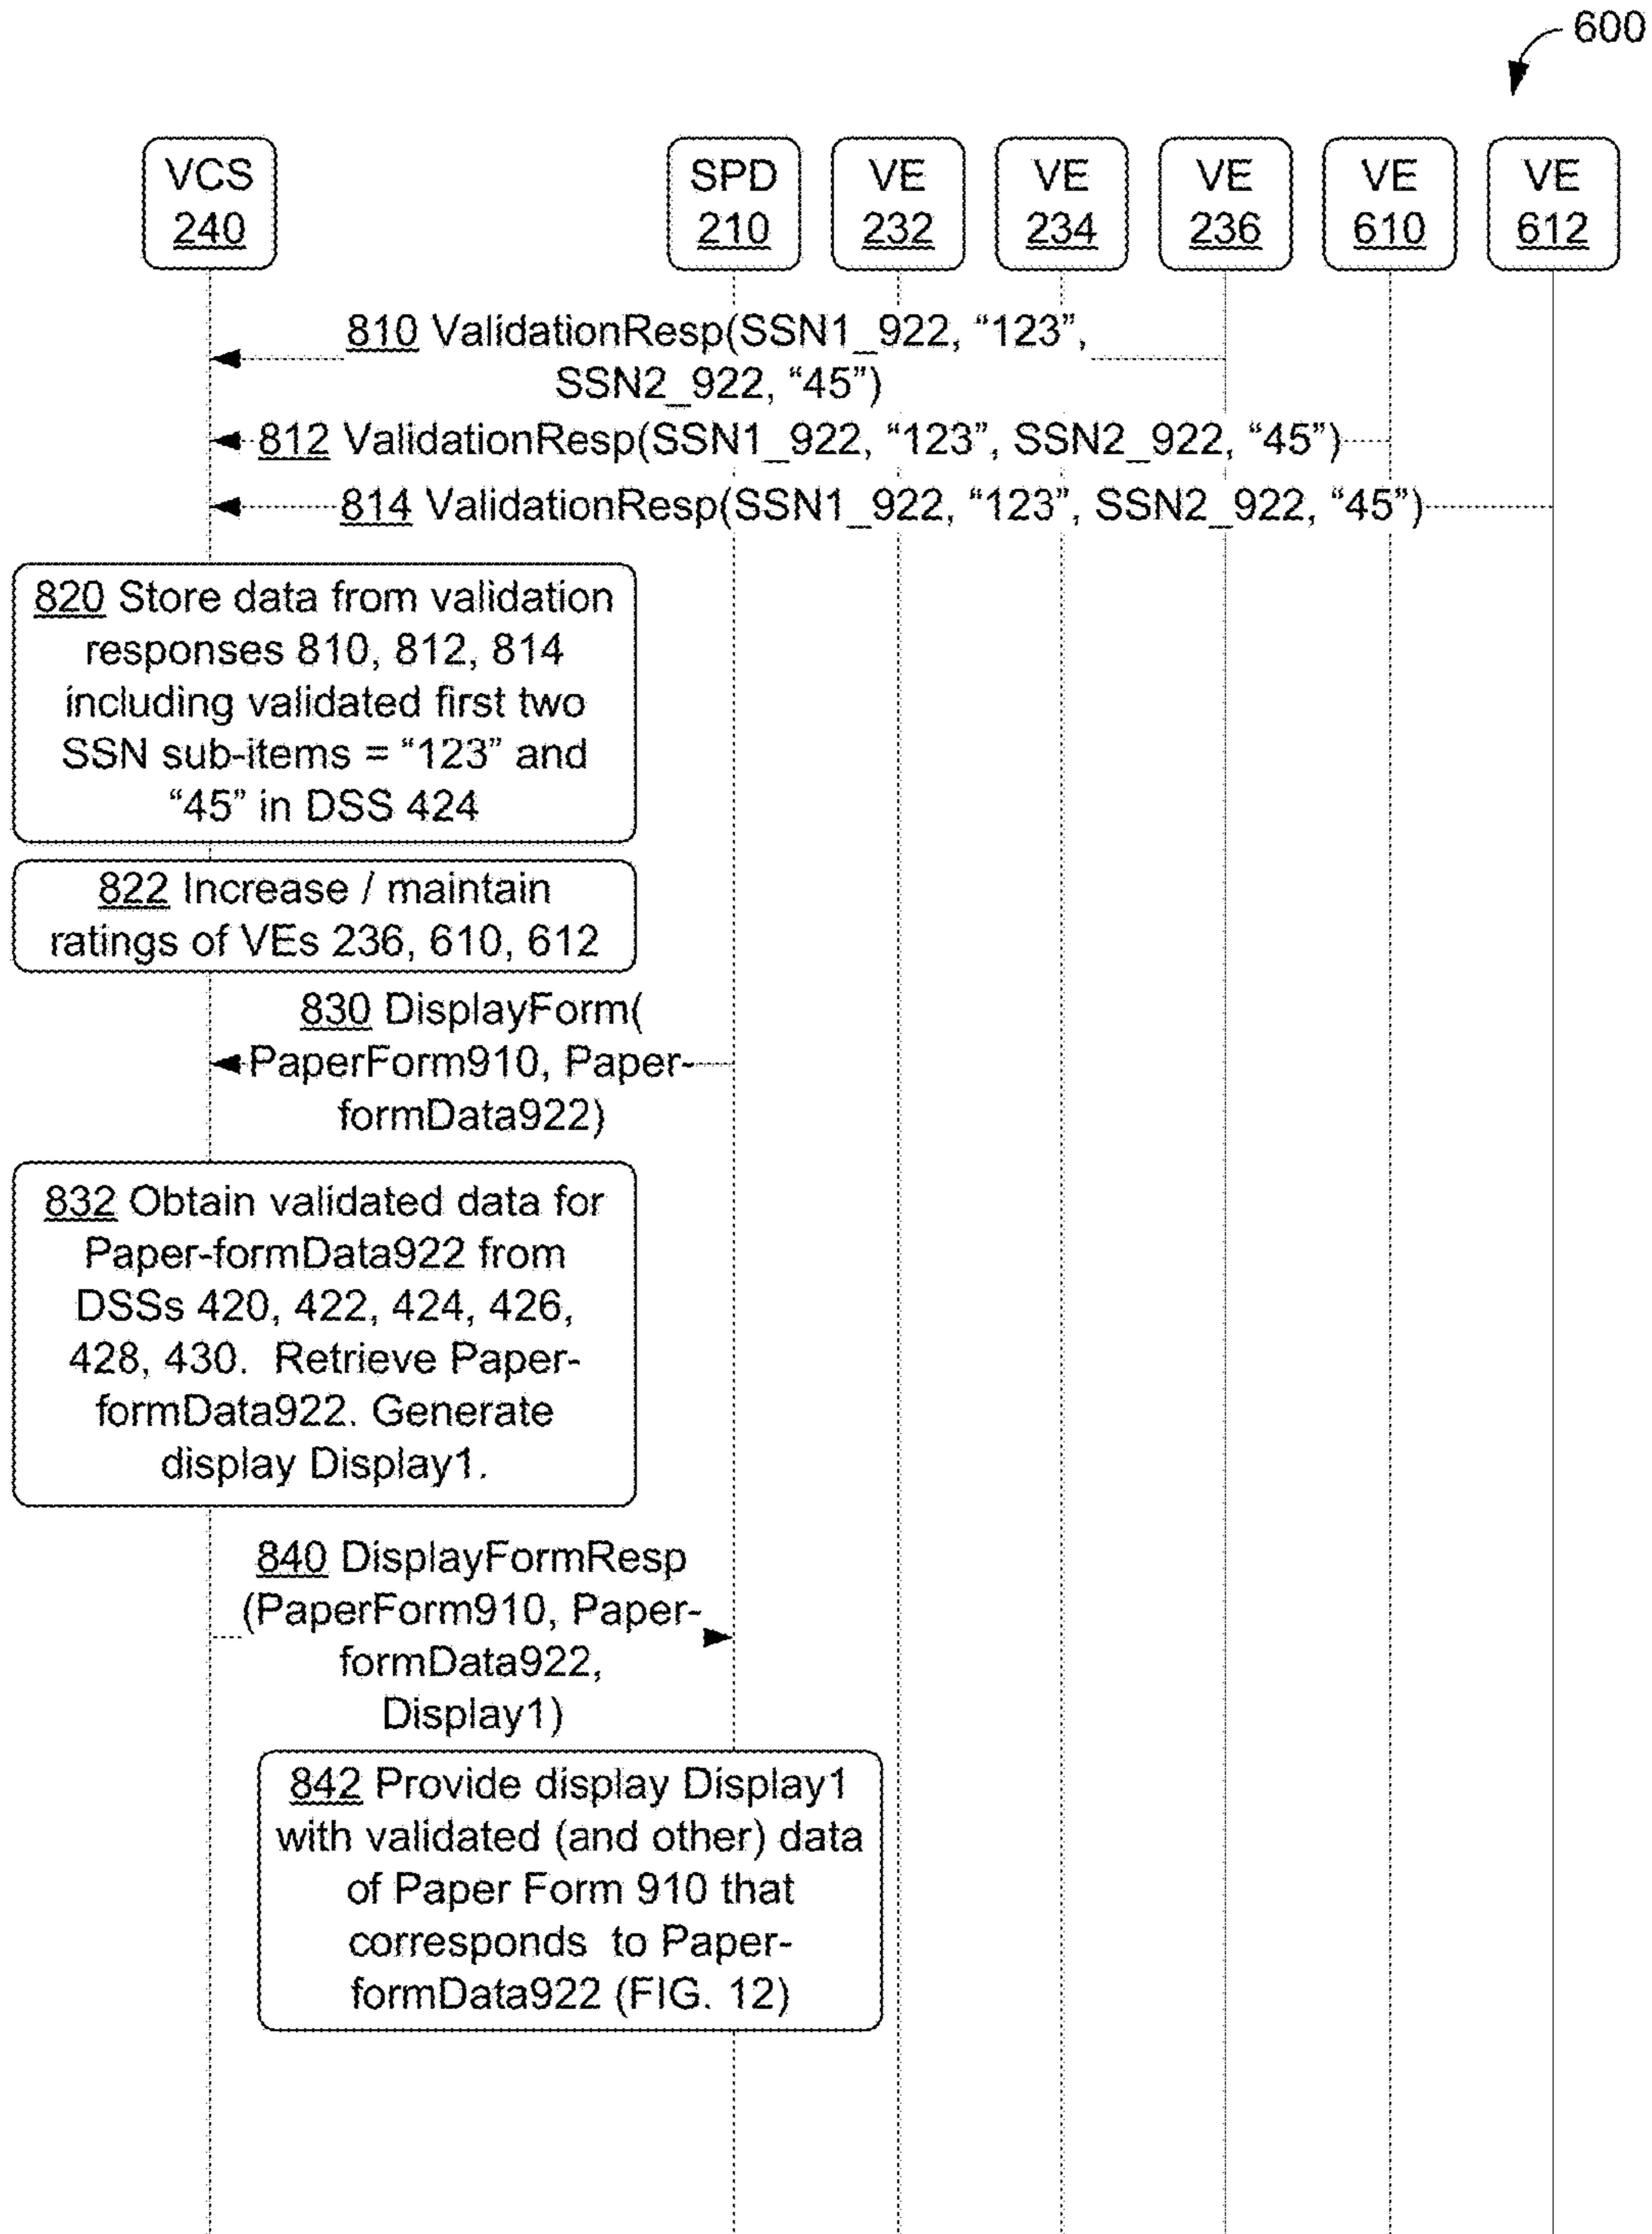 600
VCS
240
SPD
210
VE
232
VE
234
VE
236
VE
610
VE
612
810 ValidationResp(SSN1_922, “123”,
SSN2_922, “45”)
812 ValidationResp(SSN1_922, “123”, SSN2_922, “45”)
814 ValidationResp(SSN1_922, “123”, SSN2_922, “45”)
820 Store data from validation
responses 810, 812, 814
including validated first two
SSN sub-items = “123” and
“45” in DSS 424
822 Increase / maintain
ratings of VEs 236, 610, 612
830 DisplayForm(
PaperForm910, Paper-
formData922)
832 Obtain validated data for
Paper-formData922 from
DSSs 420, 422, 424, 426,
428, 430. Retrieve Paper-
formData922. Generate
display Display1.
840 DisplayFormResp
(PaperForm910, Paper-
formData922,
Display1)
842 Provide display Display1
with validated (and other) data
of Paper Form 910 that
corresponds to Paper-
formData922 (FIG. 12)